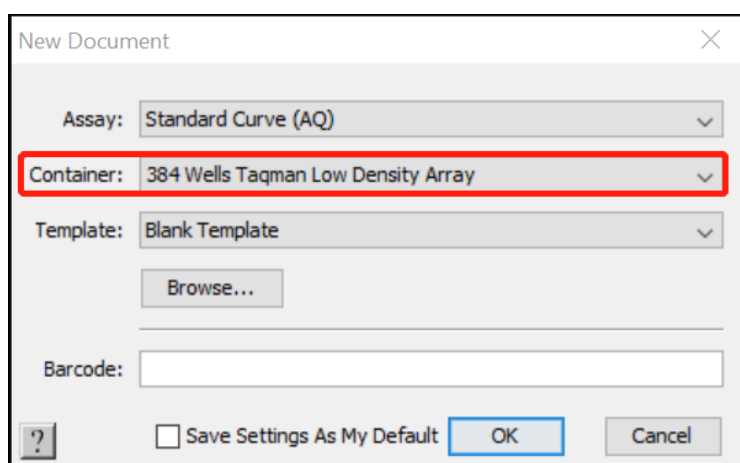 New Document
Assay: Standard Curve (AQ)
Container: 384 Wells Taqman Low Density Array
Template: Blank Template
Browse...
Barcode:
? Save Settings As My Default OK Cancel